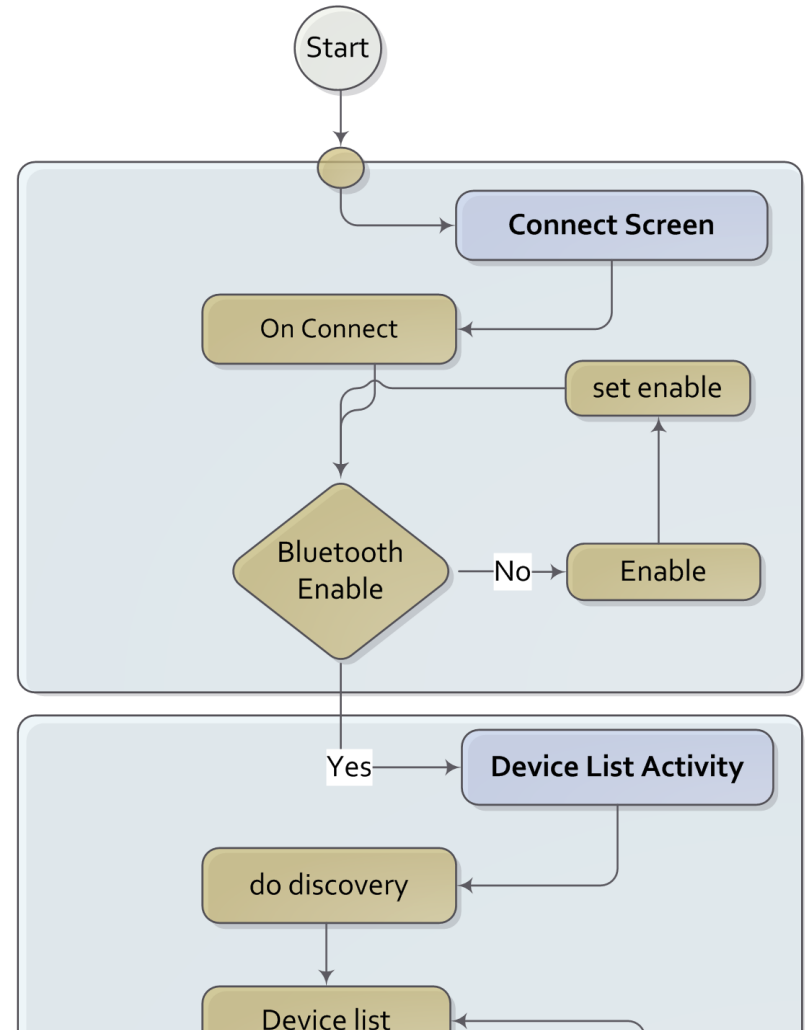 Start
Connect Screen
On Connect
set enable
Bluetooth
Enable
No
Enable
Yes
Device List Activity
do discovery
Device list